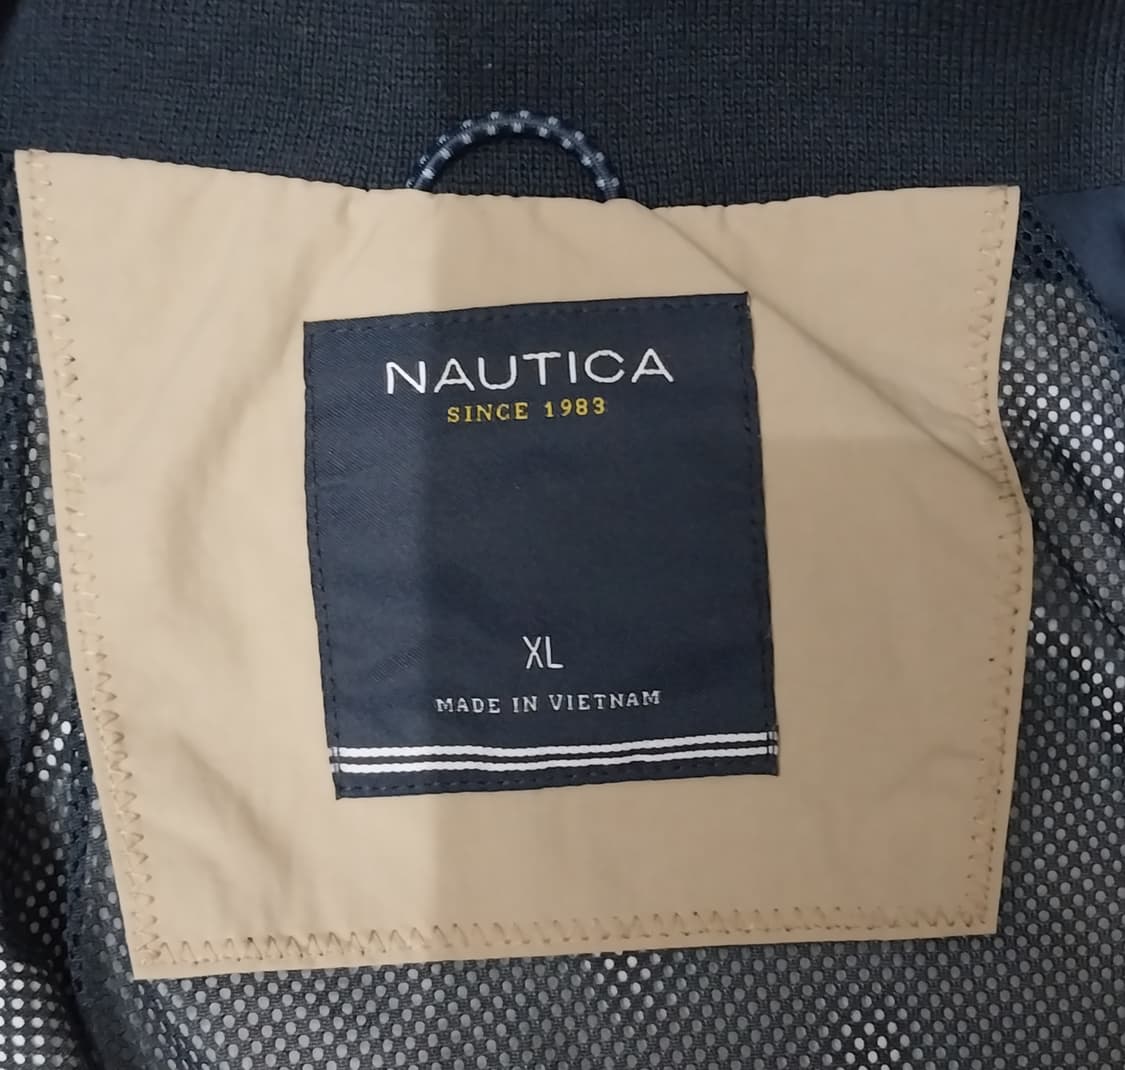 NAUTICA
SINCE 1983
XL
MADE IN VIETNAM